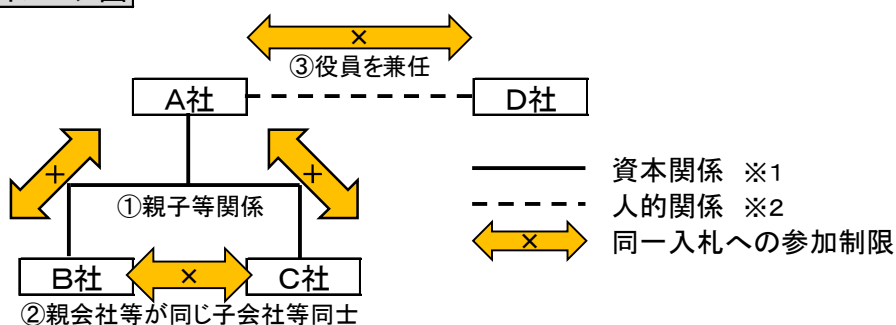 ×
③役員を兼任
A社
D社
+
+
①親子等関係
資本関係 ※1
人的関係 ※2
× 同一入札への参加制限
B社
×
C社
②親会社等が同じ子会社等同士